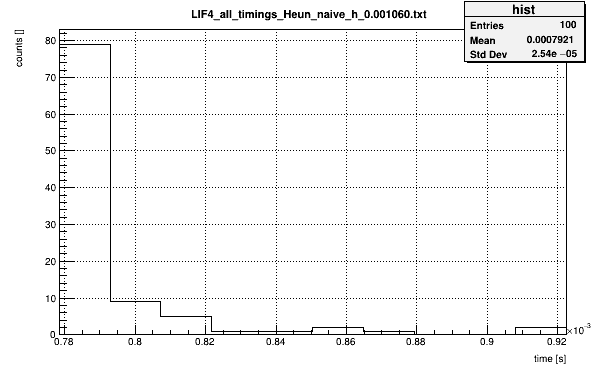 LIF4_all_timings_Heun_naive_h_0.001060.txt
hist
Entries 100
Mean 0.0007921
Std Dev 2.54e −05
counts []
80
70
60
50
40
30
20
10
0
0.78 0.8 0.82 0.84 0.86 0.88 0.9 0.92
×10⁻³
time [s]